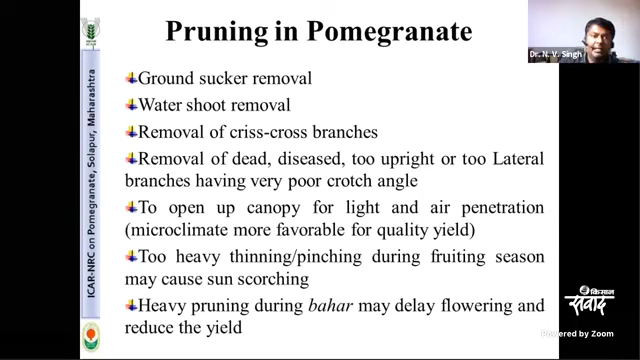 Pruning in Pomegranate
Dr. N. V. Singh
ICAR-NRC on Pomegranate, Solapur, Maharashtra
Ground sucker removal
Water shoot removal
Removal of criss-cross branches
Removal of dead, diseased, too upright or too Lateral
branches having very poor crotch angle
To open up canopy for light and air penetration
(microclimate more favorable for quality yield)
Too heavy thinning/pinching during fruiting season
may cause sun scorching
Heavy pruning during bahar may delay flowering and
reduce the yield
किसान
संवाद
Powered by Zoom